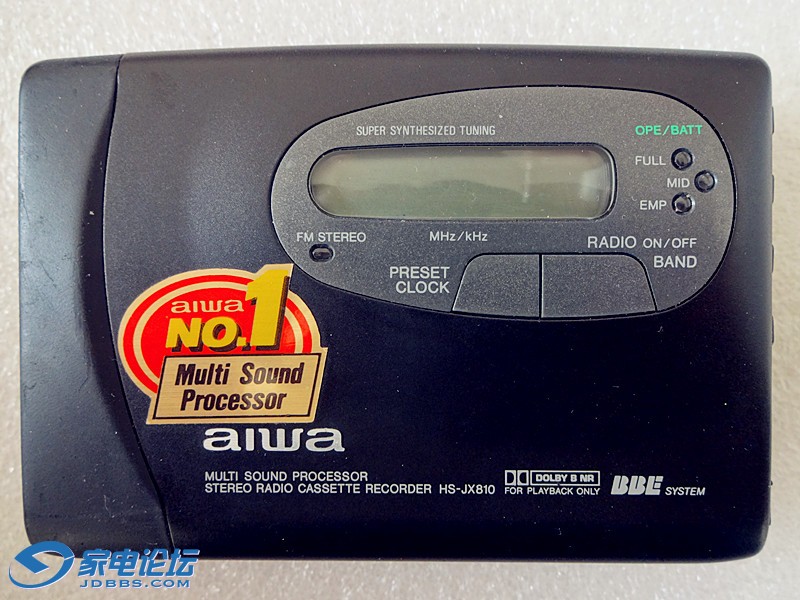 SUPER SYNTHESIZED TUNING
OPE/BATT
FULL
MID
EMP
FM STEREO
MHz/kHz
RADIO ON/OFF
BAND
PRESET
CLOCK
aiwa
NO.1
Multi Sound
Processor
aiwa
MULTI SOUND PROCESSOR
STEREO RADIO CASSETTE RECORDER HS-JX810
DOLBY B NR
FOR PLAYBACK ONLY
BBE SYSTEM
家电论坛
JDBBS.COM